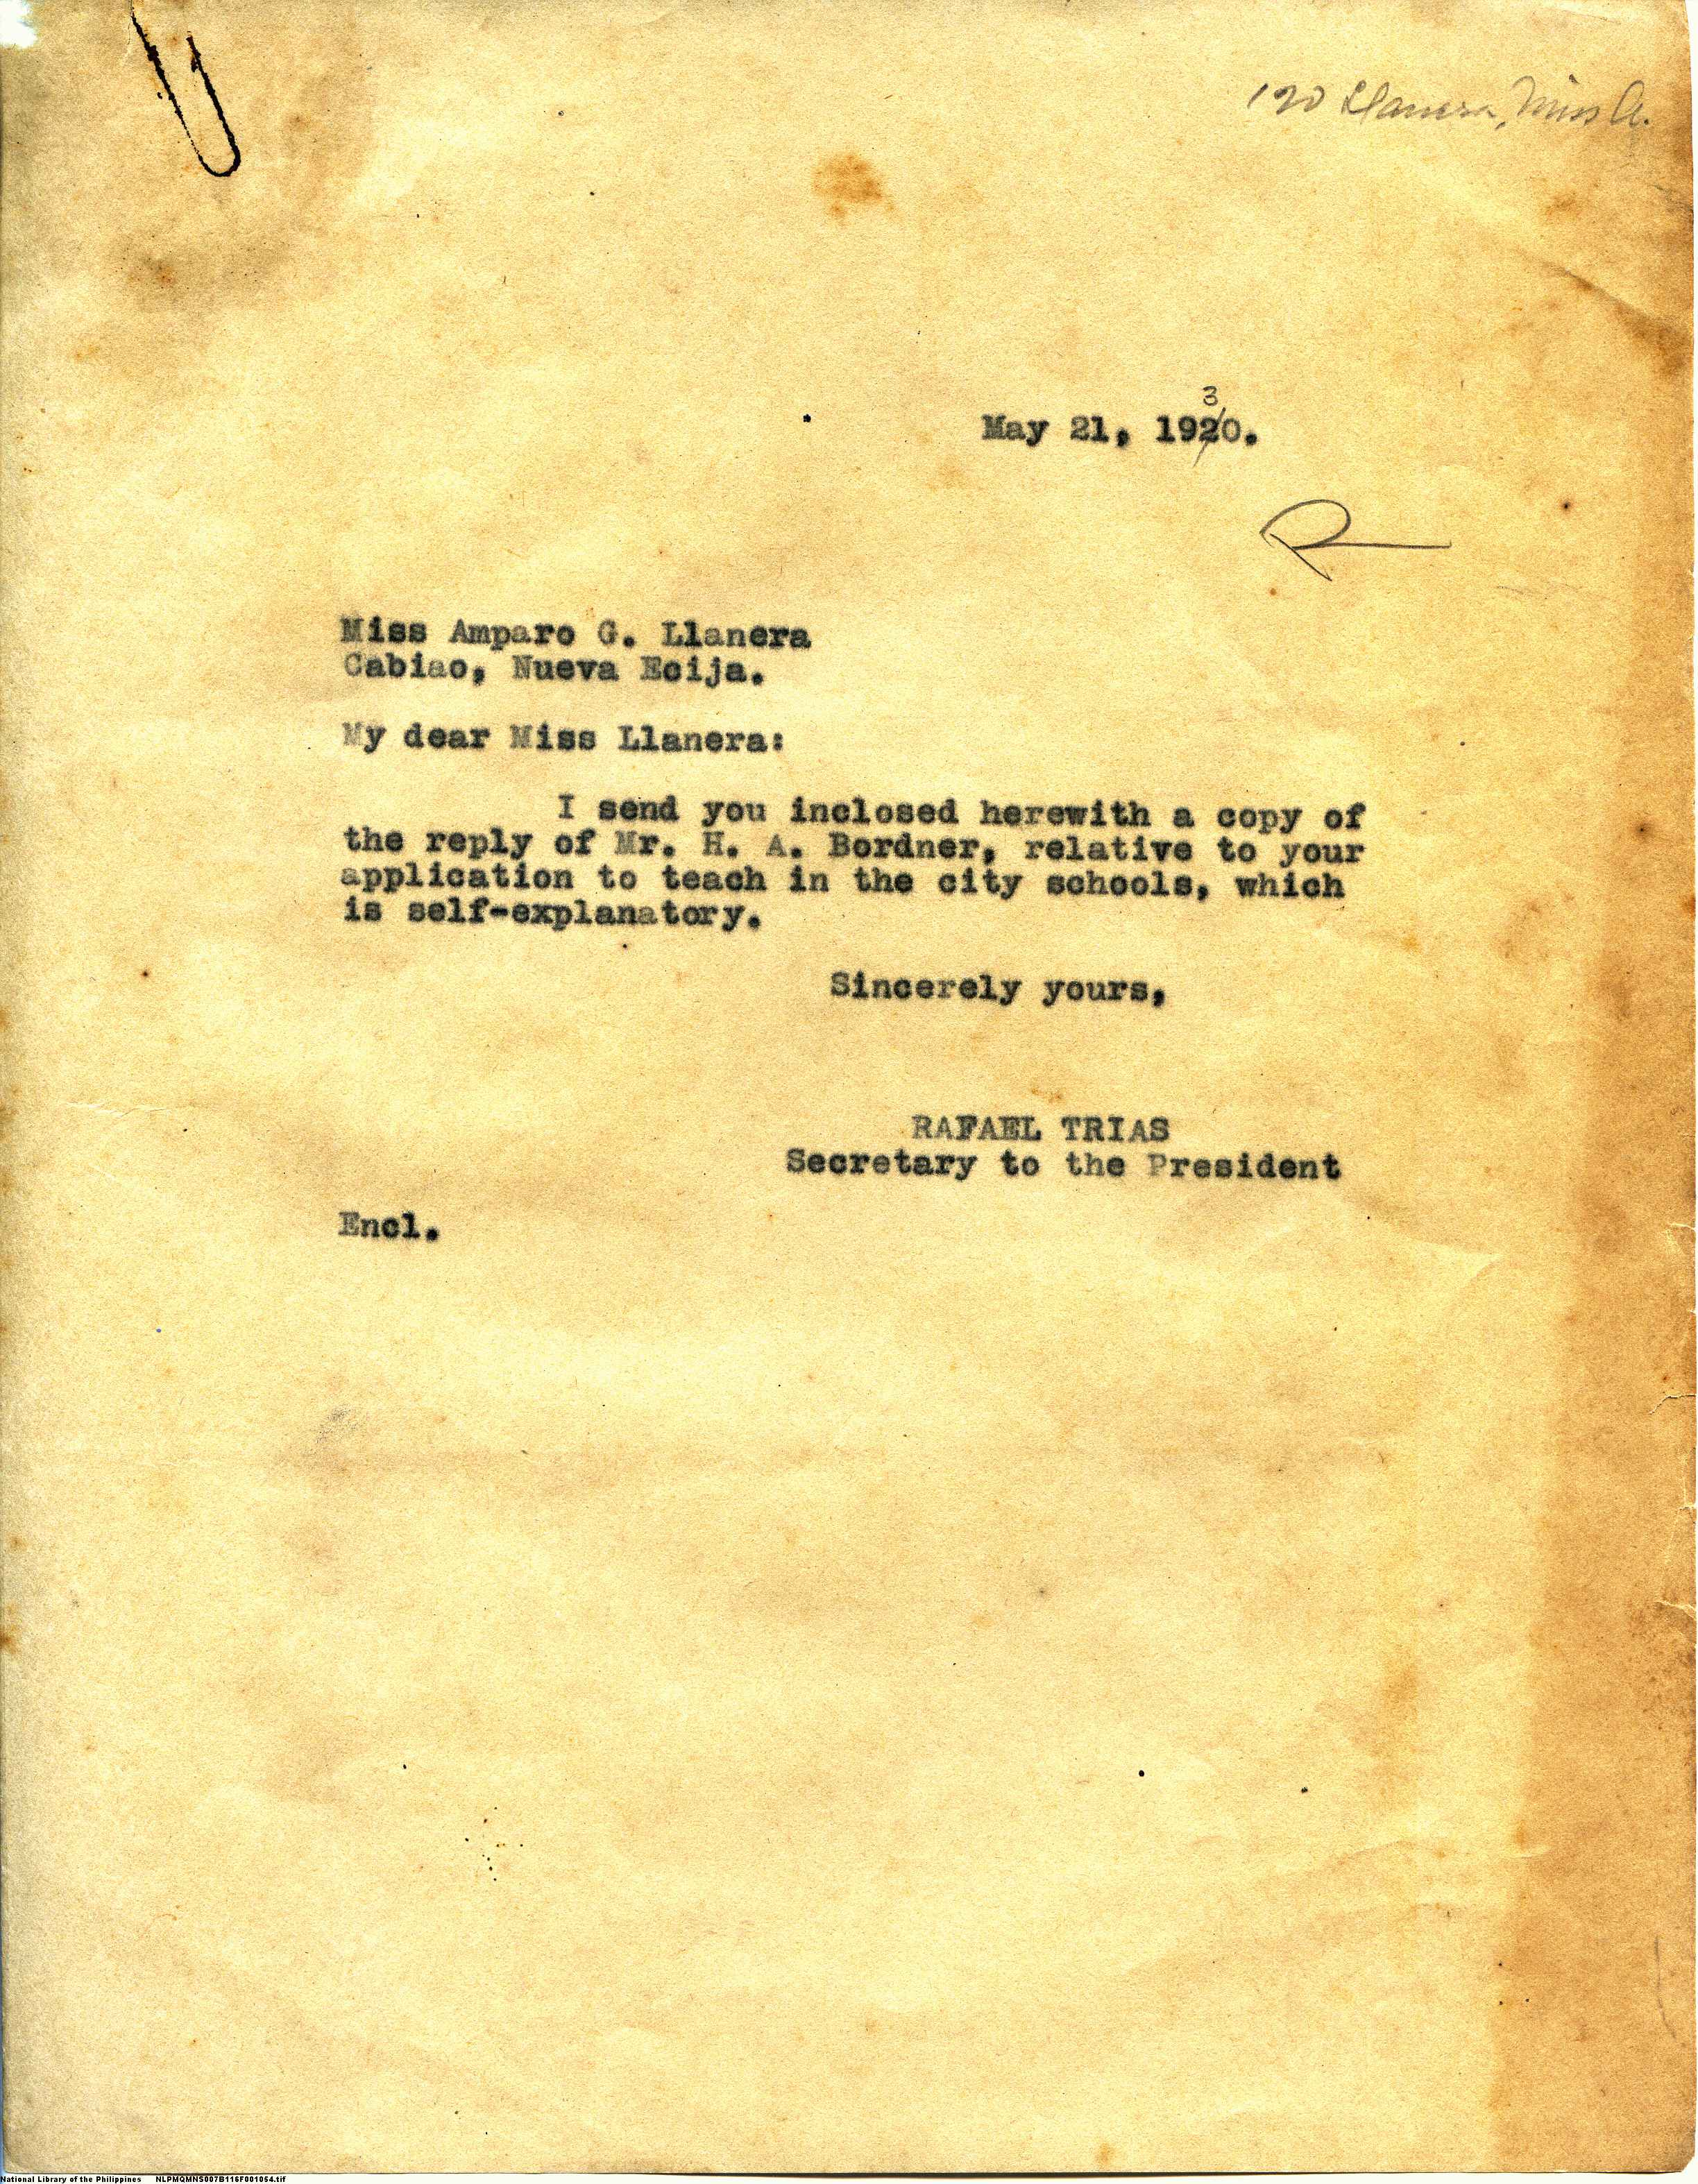 120 Llanera, Miss A.
3
May 21, 1920.
R
Miss Amparo G. Llanera
Cabiao, Nueva Ecija.
My dear Miss Llanera:
I send you inclosed herewith a copy of
the reply of Mr. H. A. Bordner, relative to your
application to teach in the city schools, which
is self-explanatory.
Sincerely yours,
RAFAEL TRIAS
Secretary to the President
Encl.
National Library of the Philippines NLPMQMNS007B116F001054.tif